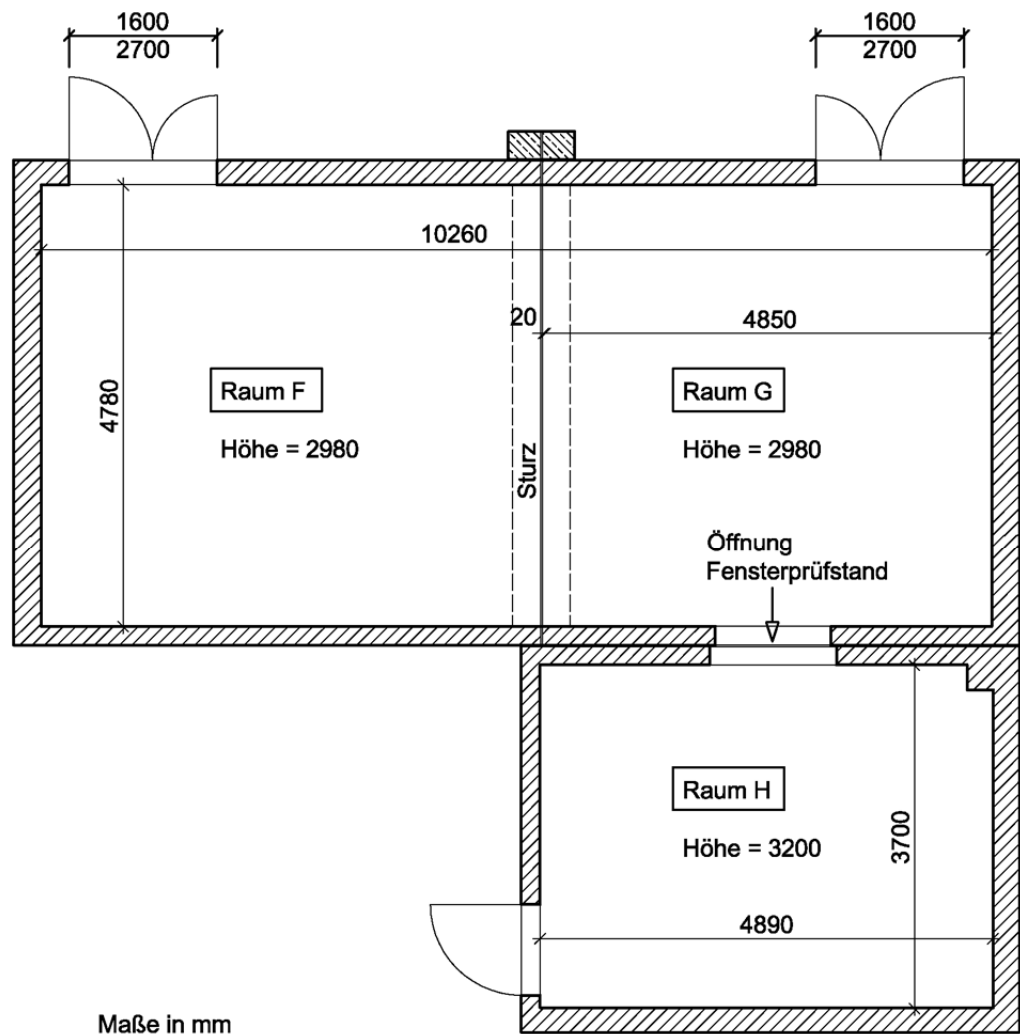 1600
2700
1600
2700
10260
20
4850
4780
Raum F
Höhe = 2980
Raum G
Höhe = 2980
Sturz
Öffnung
Fensterprüfstand
Raum H
Höhe = 3200
3700
4890
Maße in mm